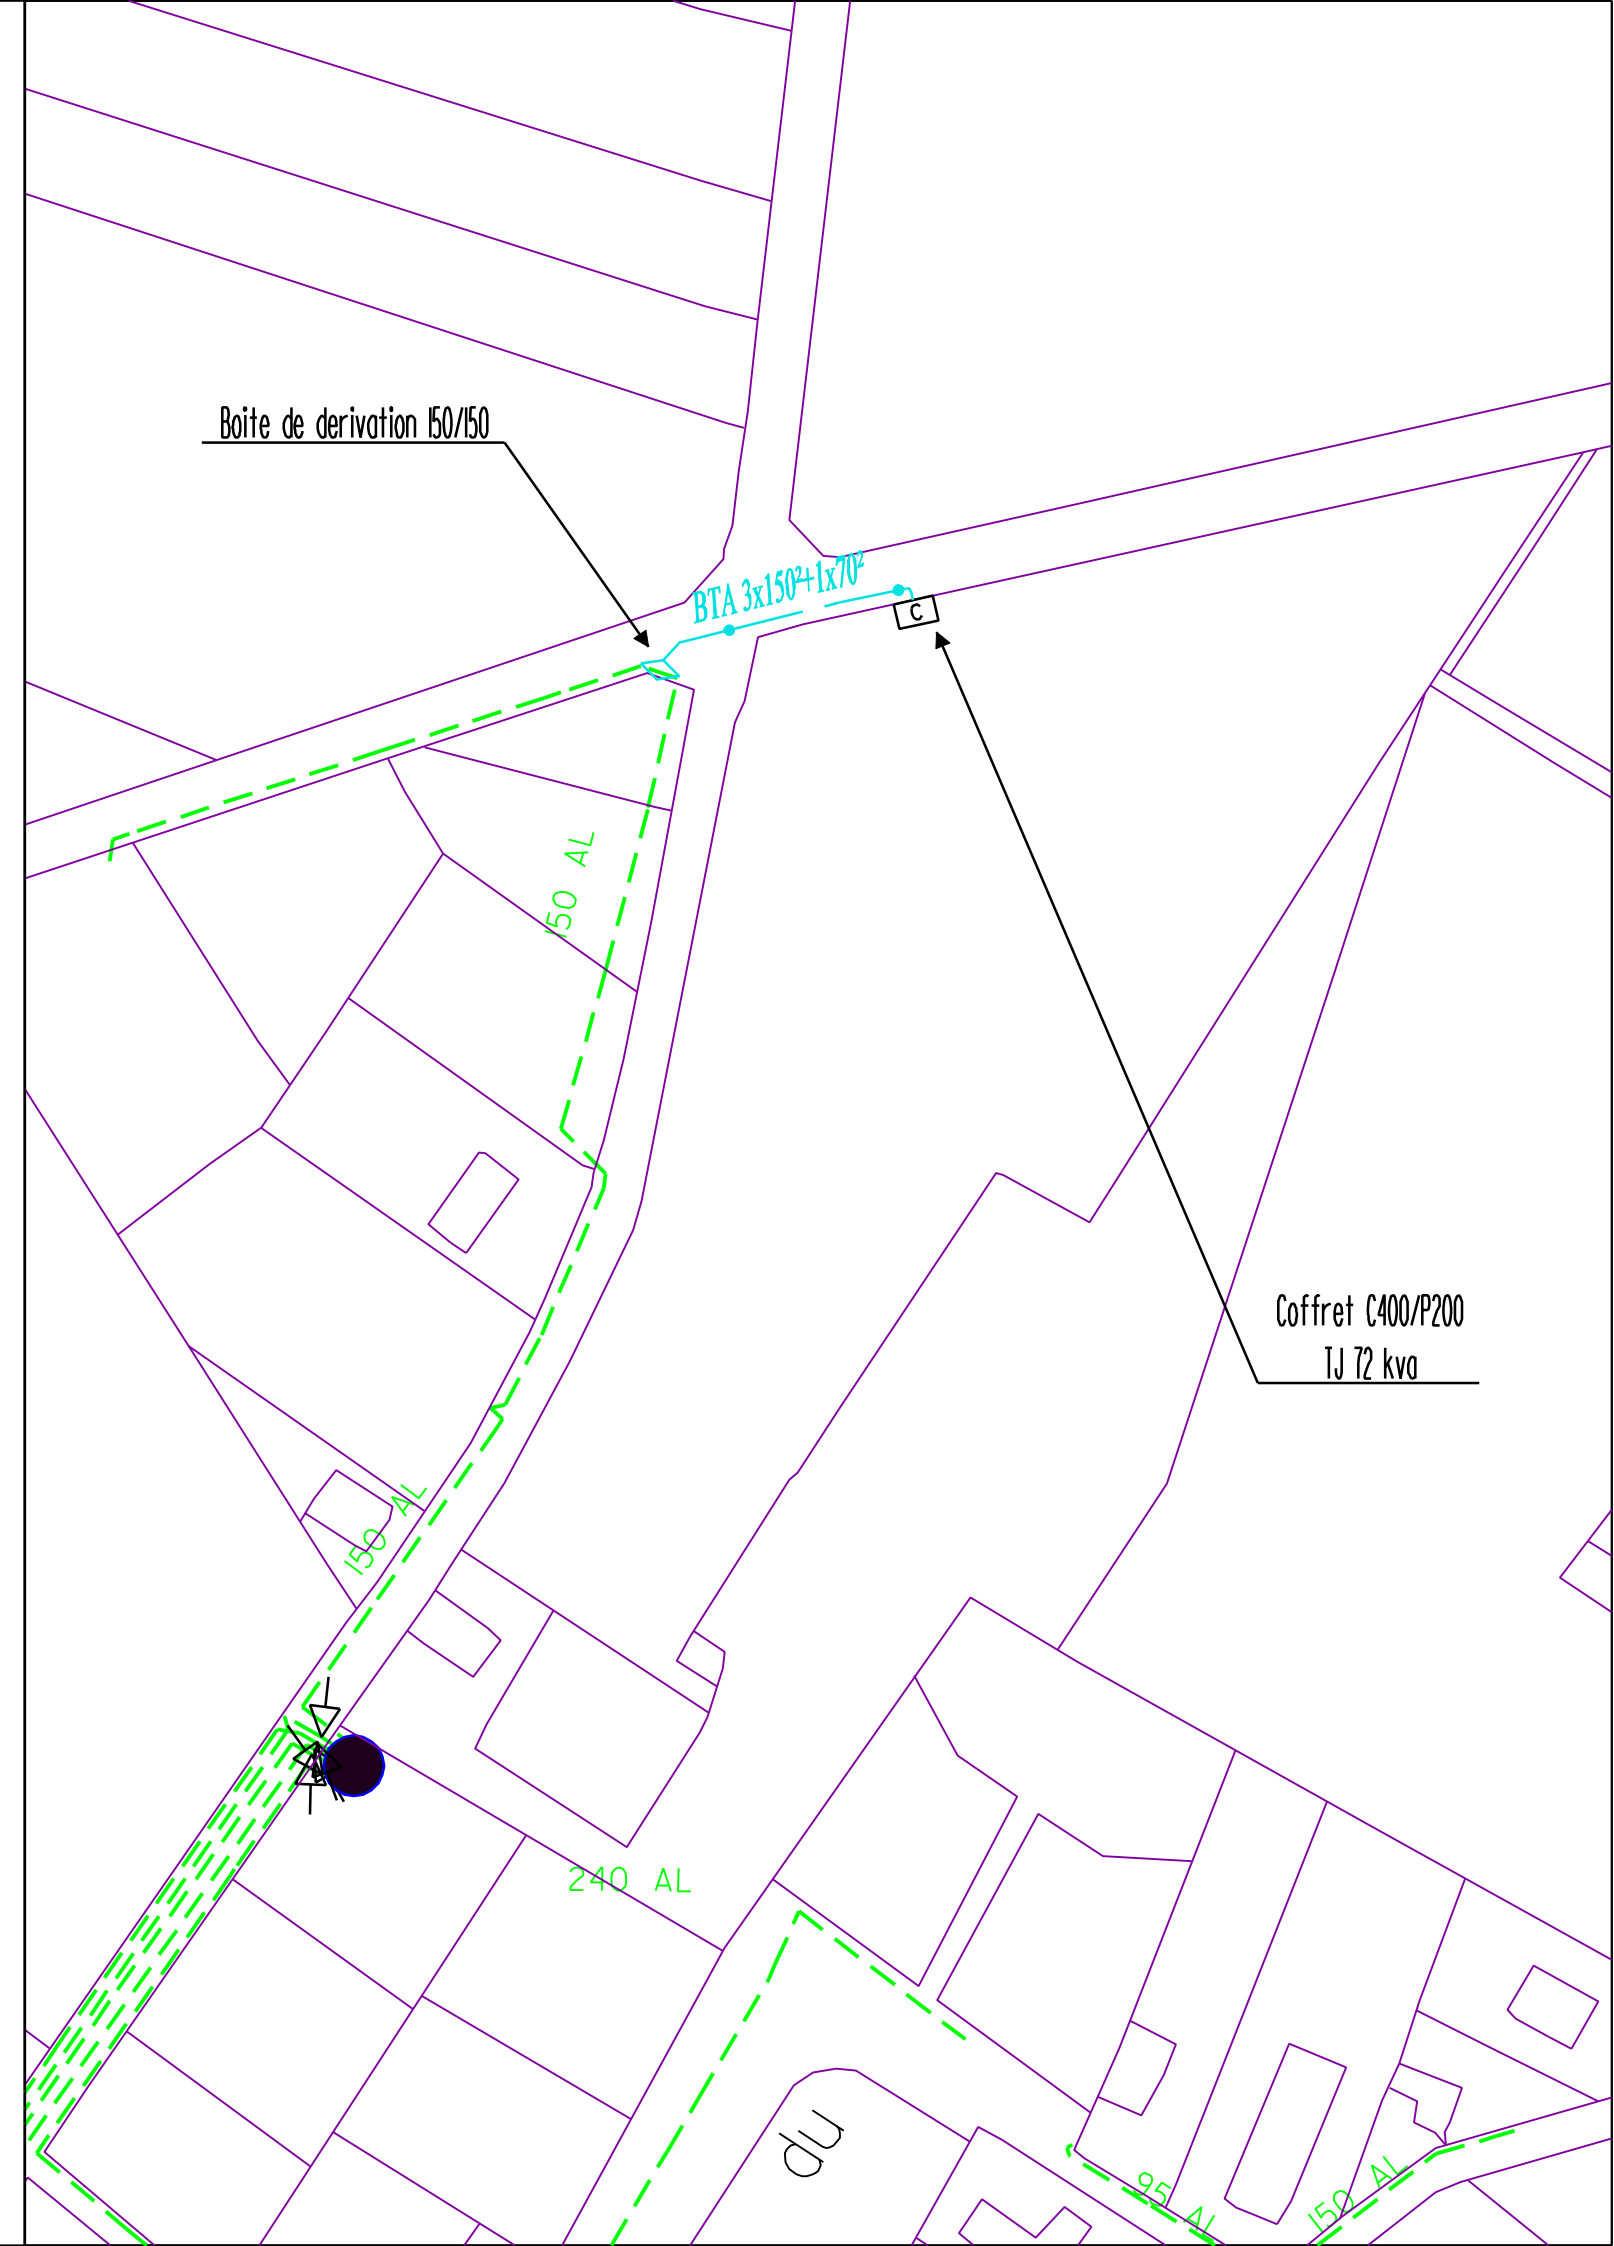 Boite de derivation 150/150
BTA 3x150²+1x70²
C
150 AL
Coffret C400/P200
TJ 72 kva
150 AL
240 AL
du
95 AL
150 AL